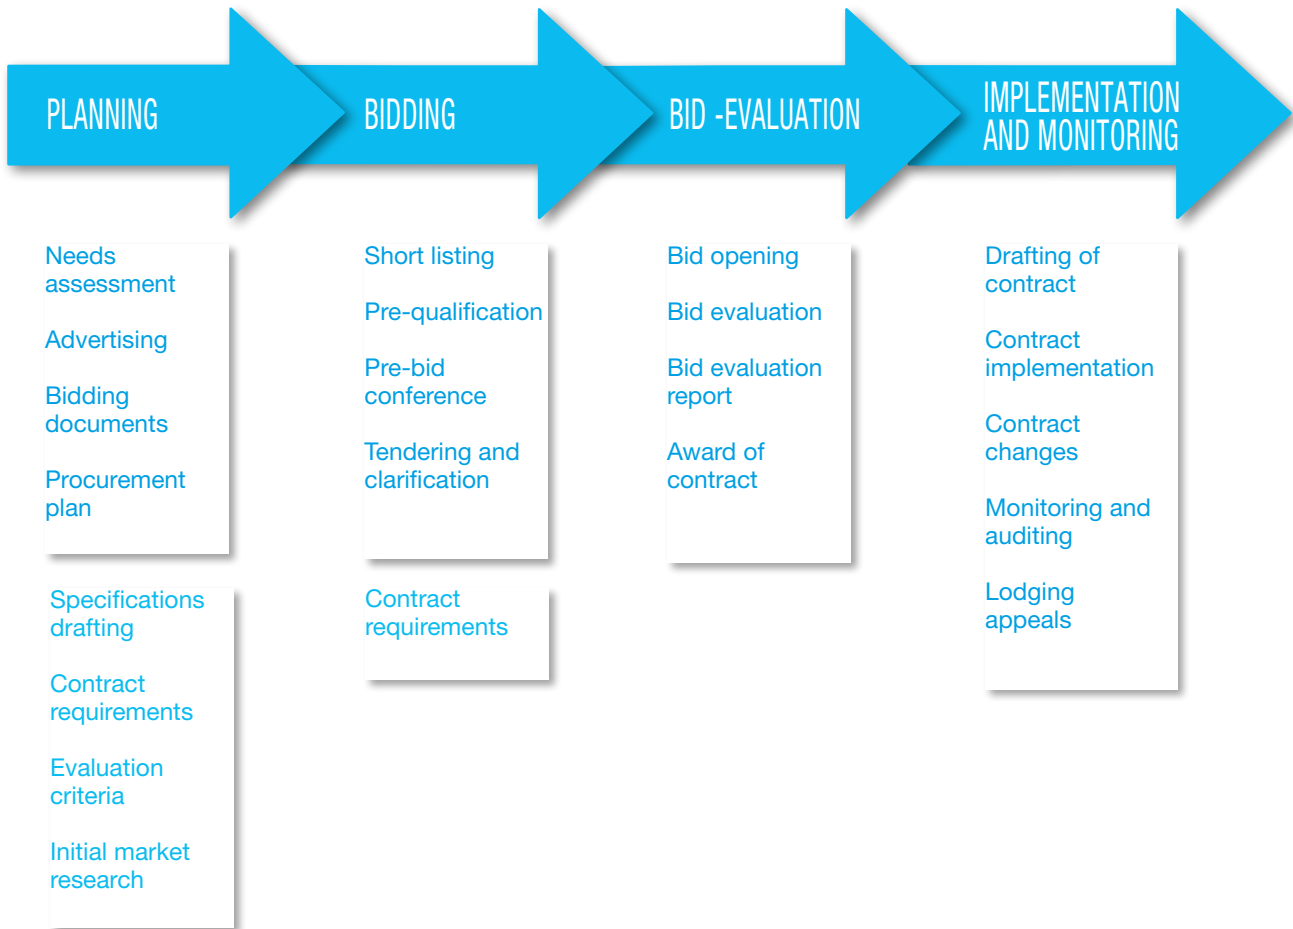 PLANNING
BIDDING
BID -EVALUATION
IMPLEMENTATION
AND MONITORING
Needs
assessment
Advertising
Bidding
documents
Procurement
plan
Specifications
drafting
Contract
requirements
Evaluation
criteria
Initial market
research
Short listing
Pre-qualification
Pre-bid
conference
Tendering and
clarification
Contract
requirements
Bid opening
Bid evaluation
Bid evaluation
report
Award of
contract
Drafting of
contract
Contract
implementation
Contract
changes
Monitoring and
auditing
Lodging
appeals